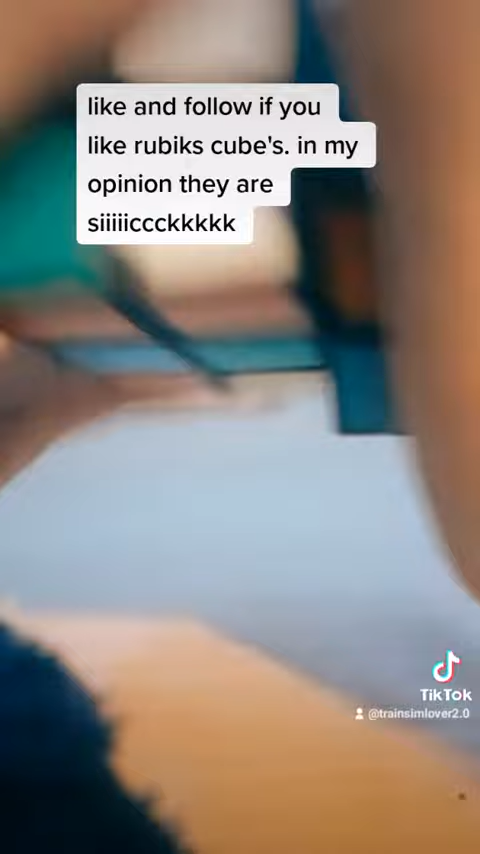 like and follow if you
like rubiks cube's. in my
opinion they are
siiiiiccckkkkk
TikTok
@trainsimlover2.0